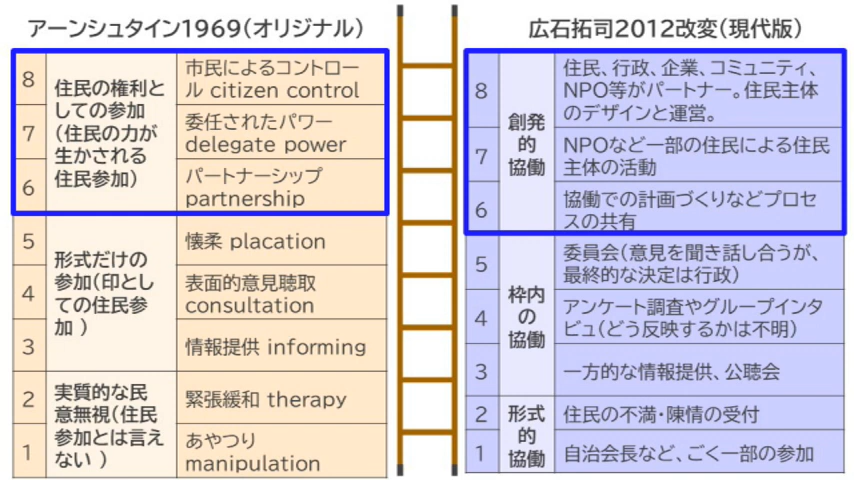 アーンシュタイン1969(オリジナル)
8
住民の権利と
しての参加
(住民の力が
生かされる
住民参加)
市民によるコントロー
ル citizen control
7
委任されたパワー
delegate power
6
パートナーシップ
partnership
5
形式だけの
参加(印とし
ての住民参
加 )
懐柔 placation
4
表面的意見聴取
consultation
3
情報提供 informing
2
実質的な民
意無視(住民
参加とは言え
ない )
緊張緩和 therapy
1
あやつり
manipulation
広石拓司2012改変(現代版)
8
創発
的
協働
住民、行政、企業、コミュニティ、
NPO等がパートナー。住民主体
のデザインと運営。
7
NPOなど一部の住民による住民
主体の活動
6
協働での計画づくりなどプロセ
スの共有
5
枠内
の
協働
委員会(意見を聞き話し合うが、
最終的な決定は行政)
4
アンケート調査やグループインタ
ビュ(どう反映するかは不明)
3
一方的な情報提供、公聴会
2
形式
的
協働
住民の不満・陳情の受付
1
自治会長など、ごく一部の参加